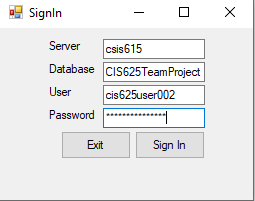 SignIn
Server csis615
Database CIS625TeamProject
User cis625user002
Password ***************
Exit Sign In